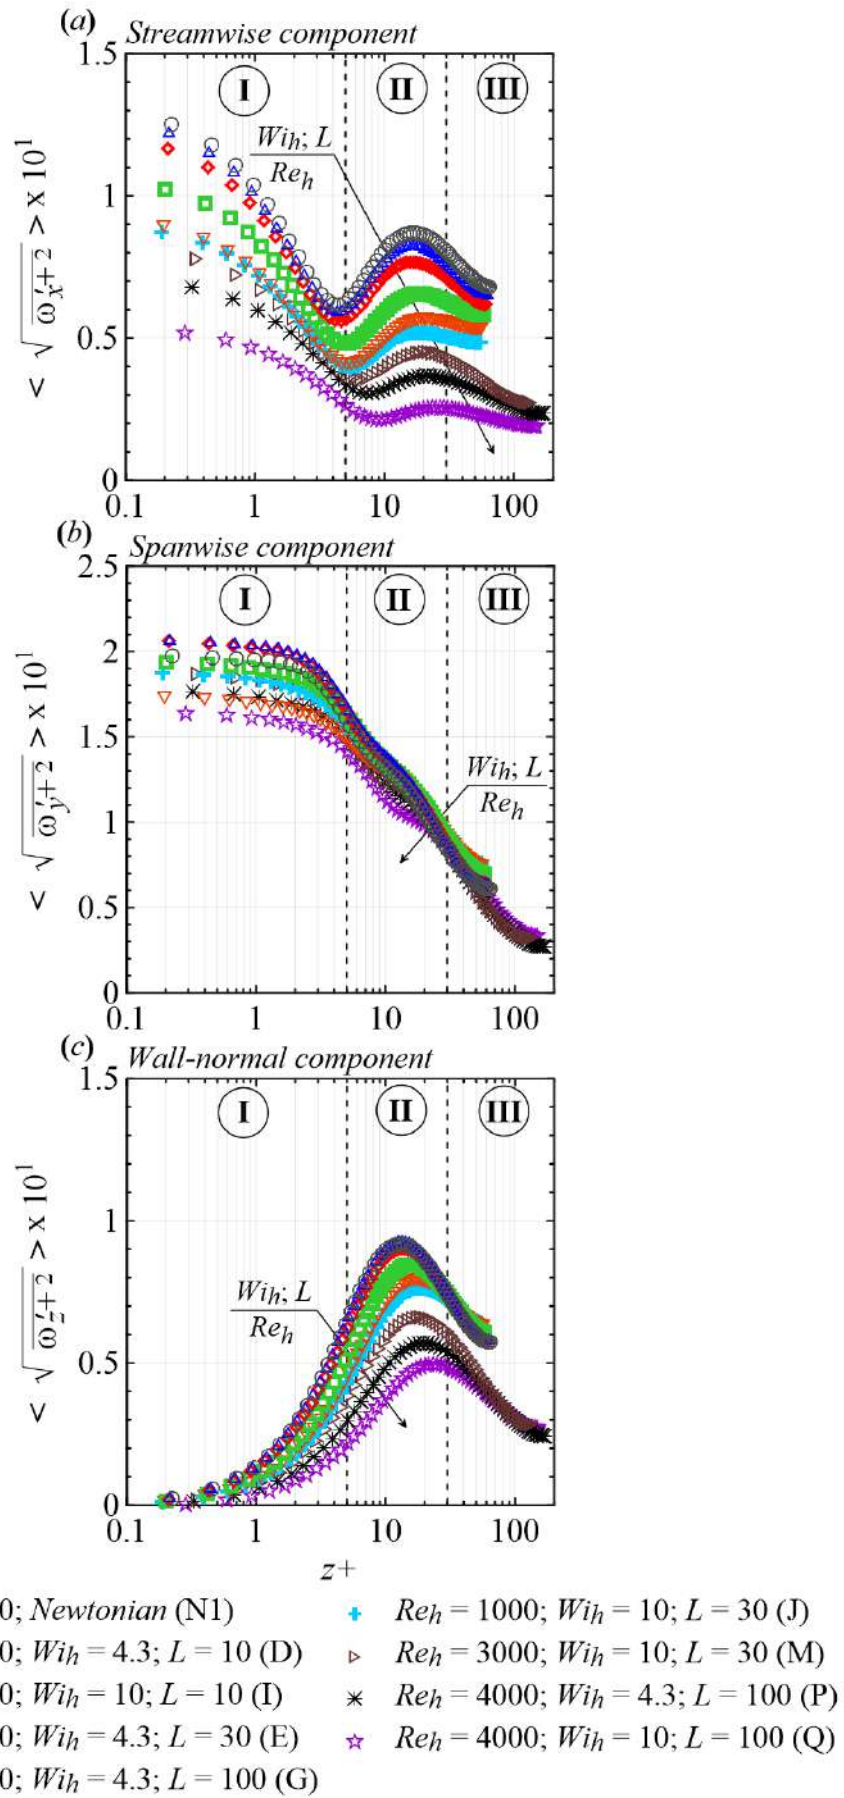 (a) Streamwise component
1.5
I II III
Wih; L
Reh
1
0.5
0
< √ω′x+2 > x 10¹
0.1 1 10 100
(b) Spanwise component
2.5
I II III
2
1.5
Wih; L
Reh
1
0.5
0
< √ω′y+2 > x 10¹
0.1 1 10 100
(c) Wall-normal component
1.5
I II III
1
Wih; L
Reh
0.5
0
< √ω′z+2 > x 10¹
0.1 1 10 100
z+
0; Newtonian (N1)
0; Wih = 4.3; L = 10 (D)
0; Wih = 10; L = 10 (I)
0; Wih = 4.3; L = 30 (E)
0; Wih = 4.3; L = 100 (G)
Reh = 1000; Wih = 10; L = 30 (J)
Reh = 3000; Wih = 10; L = 30 (M)
Reh = 4000; Wih = 4.3; L = 100 (P)
Reh = 4000; Wih = 10; L = 100 (Q)